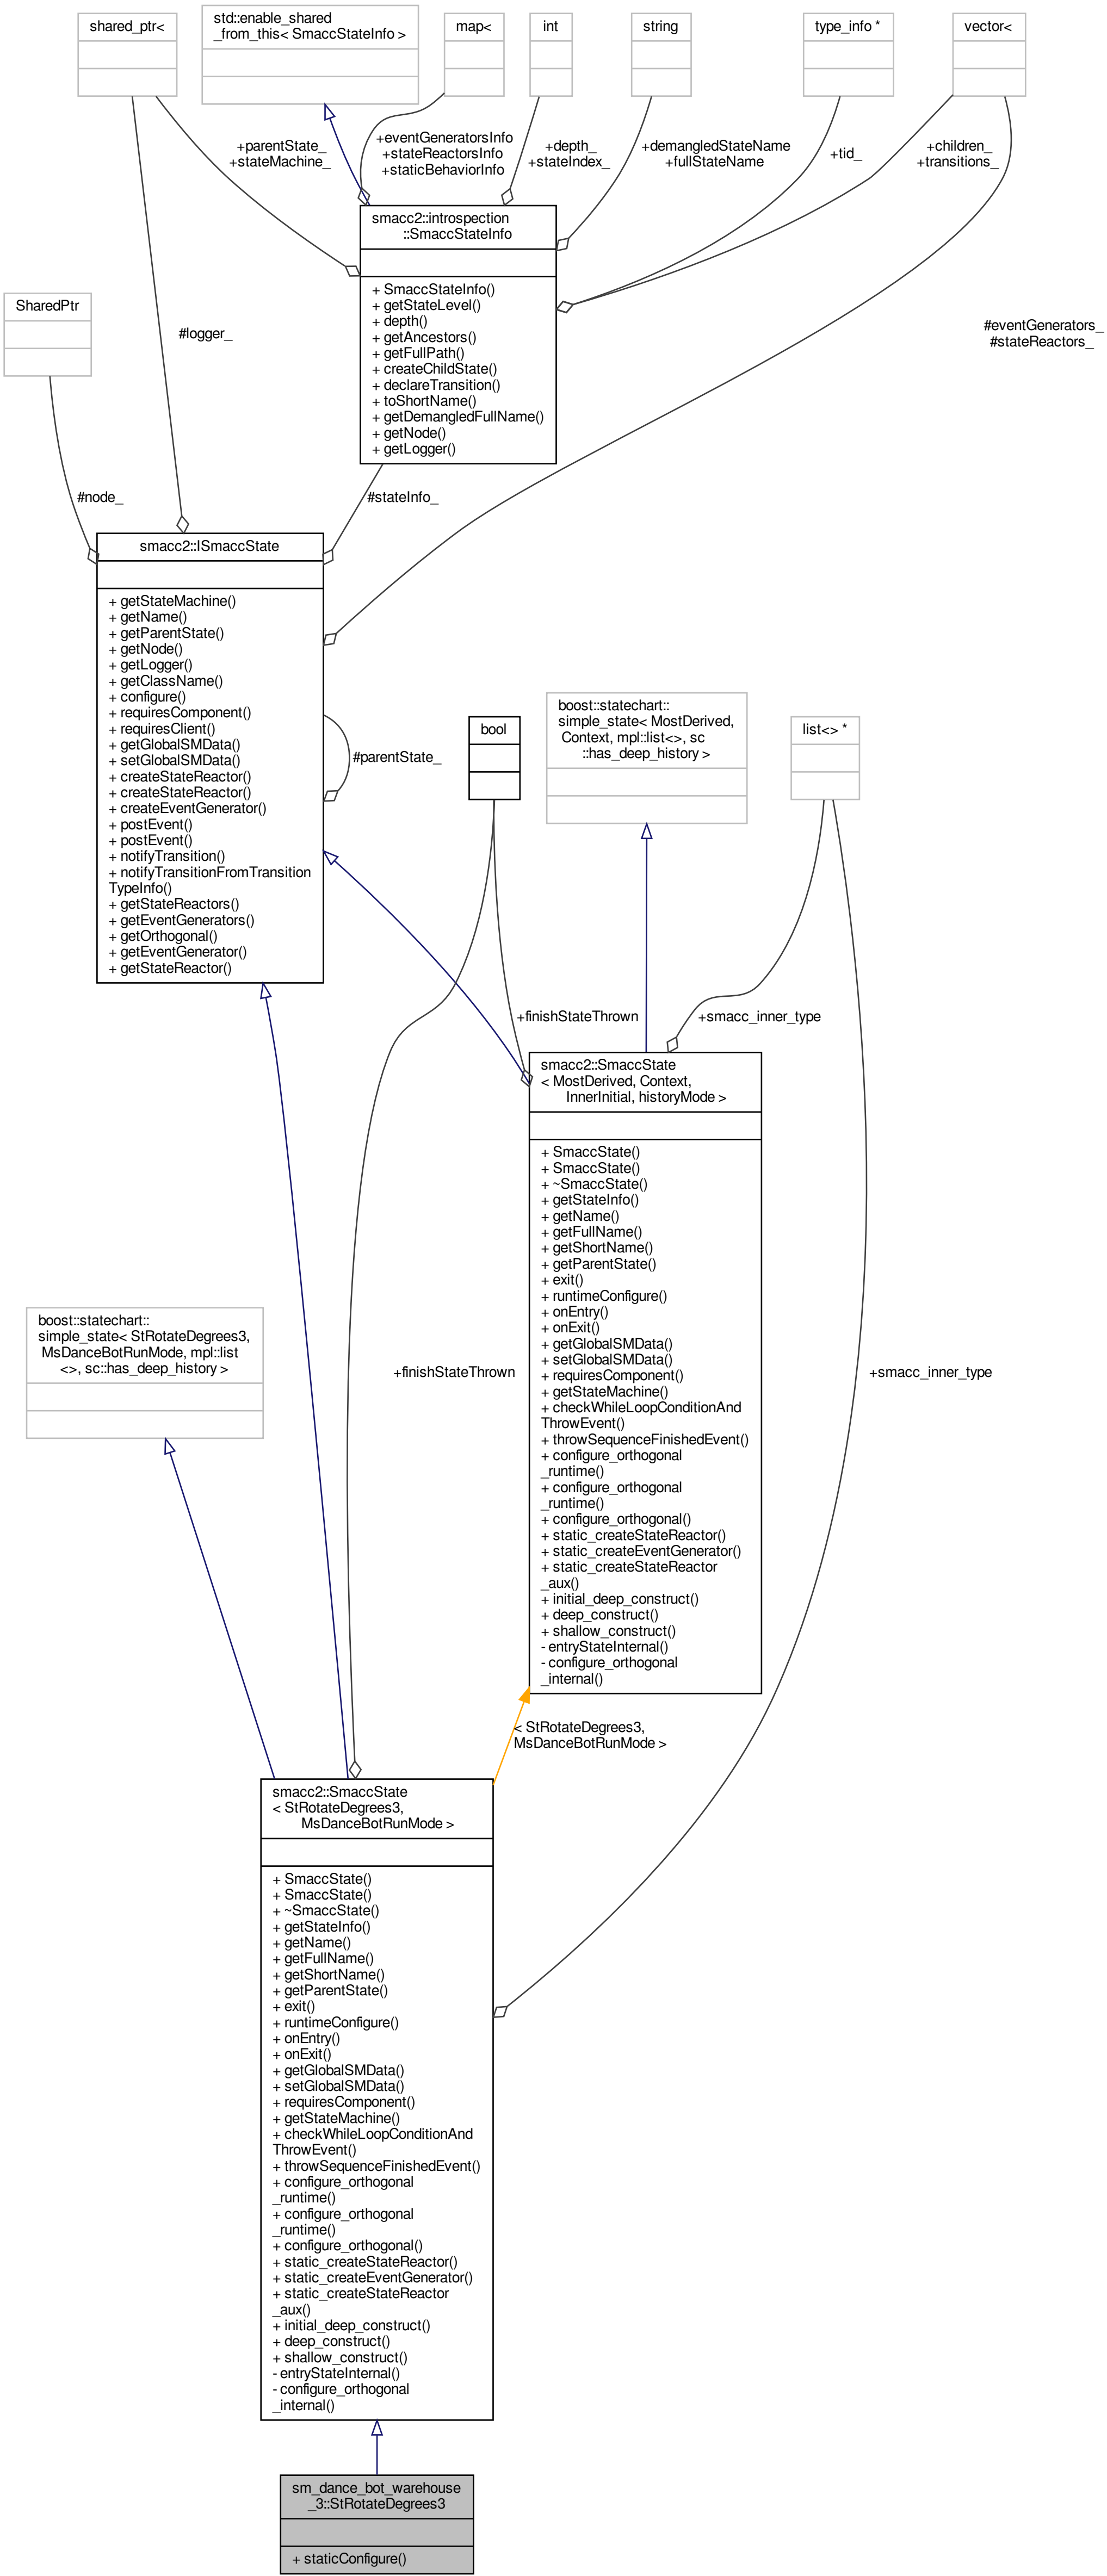 shared_ptr<
std::enable_shared
_from_this< SmaccStateInfo >
map<
int
string
type_info *
vector<
+parentState_
+stateMachine_
+eventGeneratorsInfo
+stateReactorsInfo
+staticBehaviorInfo
+depth_
+stateIndex_
+demangledStateName
+fullStateName
+tid_
+children_
+transitions_
smacc2::introspection
::SmaccStateInfo
+ SmaccStateInfo()
+ getStateLevel()
+ depth()
+ getAncestors()
+ getFullPath()
+ createChildState()
+ declareTransition()
+ toShortName()
+ getDemangledFullName()
+ getNode()
+ getLogger()
SharedPtr
#logger_
#eventGenerators_
#stateReactors_
#node_
#stateInfo_
smacc2::ISmaccState
+ getStateMachine()
+ getName()
+ getParentState()
+ getNode()
+ getLogger()
+ getClassName()
+ configure()
+ requiresComponent()
+ requiresClient()
+ getGlobalSMData()
+ setGlobalSMData()
+ createStateReactor()
+ createStateReactor()
+ createEventGenerator()
+ postEvent()
+ postEvent()
+ notifyTransition()
+ notifyTransitionFromTransition
TypeInfo()
+ getStateReactors()
+ getEventGenerators()
+ getOrthogonal()
+ getEventGenerator()
+ getStateReactor()
#parentState_
bool
boost::statechart::
simple_state< MostDerived,
Context, mpl::list<>, sc
::has_deep_history >
list<> *
+finishStateThrown
+smacc_inner_type
smacc2::SmaccState
< MostDerived, Context,
InnerInitial, historyMode >
+ SmaccState()
+ SmaccState()
+ ~SmaccState()
+ getStateInfo()
+ getName()
+ getFullName()
+ getShortName()
+ getParentState()
+ exit()
+ runtimeConfigure()
+ onEntry()
+ onExit()
+ getGlobalSMData()
+ setGlobalSMData()
+ requiresComponent()
+ getStateMachine()
+ checkWhileLoopConditionAnd
ThrowEvent()
+ throwSequenceFinishedEvent()
+ configure_orthogonal
_runtime()
+ configure_orthogonal
_runtime()
+ configure_orthogonal()
+ static_createStateReactor()
+ static_createEventGenerator()
+ static_createStateReactor
_aux()
+ initial_deep_construct()
+ deep_construct()
+ shallow_construct()
- entryStateInternal()
- configure_orthogonal
_internal()
boost::statechart::
simple_state< StRotateDegrees3,
MsDanceBotRunMode, mpl::list
<>, sc::has_deep_history >
+finishStateThrown
+smacc_inner_type
< StRotateDegrees3,
MsDanceBotRunMode >
smacc2::SmaccState
< StRotateDegrees3,
MsDanceBotRunMode >
+ SmaccState()
+ SmaccState()
+ ~SmaccState()
+ getStateInfo()
+ getName()
+ getFullName()
+ getShortName()
+ getParentState()
+ exit()
+ runtimeConfigure()
+ onEntry()
+ onExit()
+ getGlobalSMData()
+ setGlobalSMData()
+ requiresComponent()
+ getStateMachine()
+ checkWhileLoopConditionAnd
ThrowEvent()
+ throwSequenceFinishedEvent()
+ configure_orthogonal
_runtime()
+ configure_orthogonal
_runtime()
+ configure_orthogonal()
+ static_createStateReactor()
+ static_createEventGenerator()
+ static_createStateReactor
_aux()
+ initial_deep_construct()
+ deep_construct()
+ shallow_construct()
- entryStateInternal()
- configure_orthogonal
_internal()
sm_dance_bot_warehouse
_3::StRotateDegrees3
+ staticConfigure()